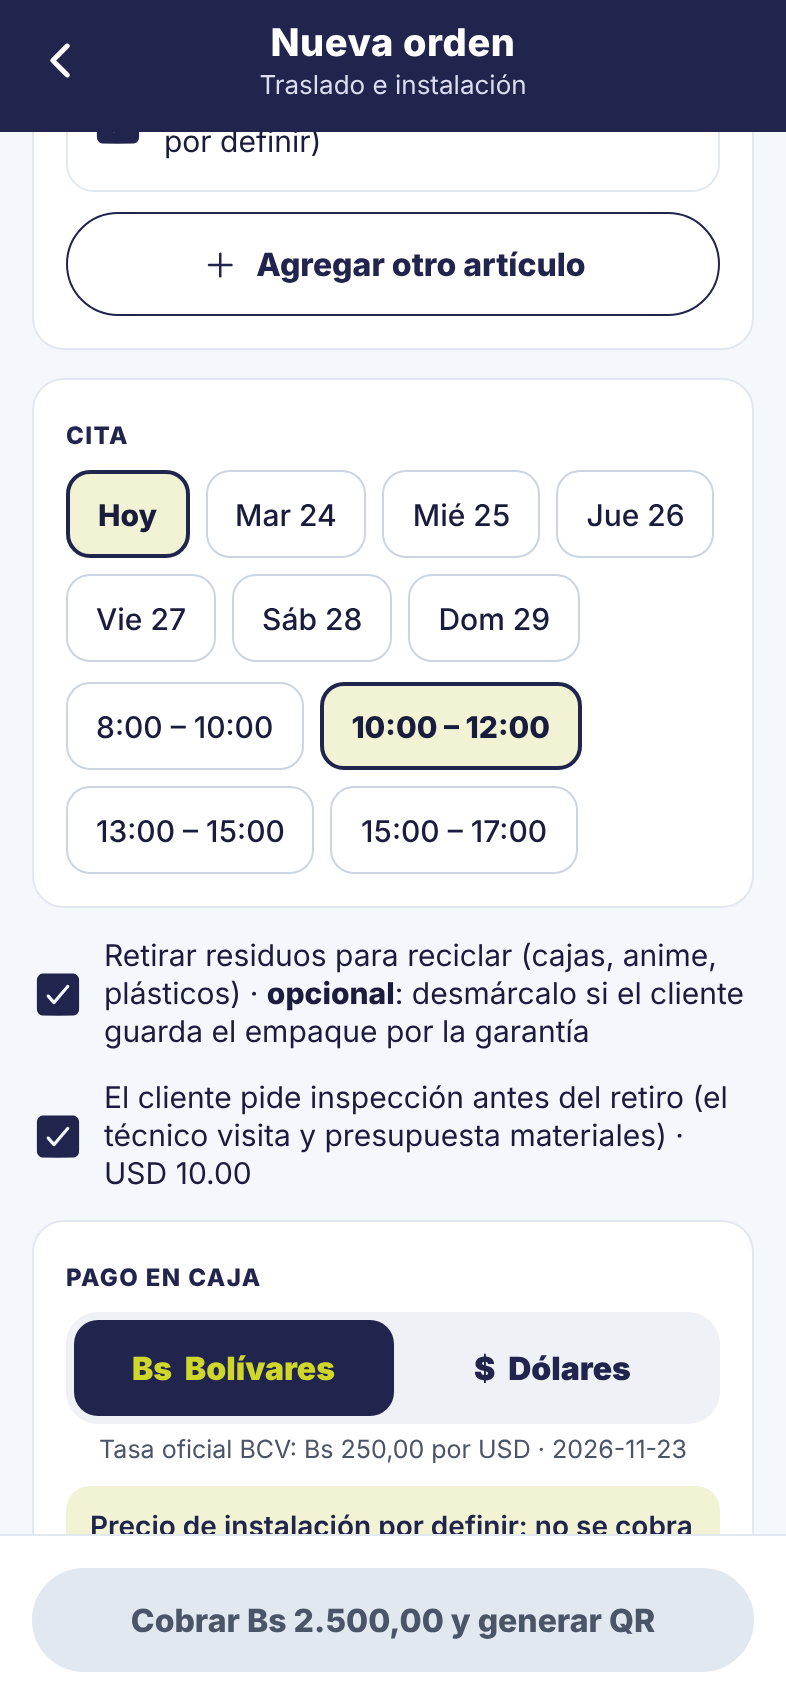 Nueva orden
Traslado e instalación
por definir)
+ Agregar otro artículo
CITA
Hoy Mar 24 Mié 25 Jue 26
Vie 27 Sáb 28 Dom 29
8:00 – 10:00 10:00 – 12:00
13:00 – 15:00 15:00 – 17:00
Retirar residuos para reciclar (cajas, anime,
plásticos) · opcional: desmárcalo si el cliente
guarda el empaque por la garantía
El cliente pide inspección antes del retiro (el
técnico visita y presupuesta materiales) ·
USD 10.00
PAGO EN CAJA
Bs Bolívares $ Dólares
Tasa oficial BCV: Bs 250,00 por USD · 2026-11-23
Precio de instalación por definir: no se cobra
Cobrar Bs 2.500,00 y generar QR